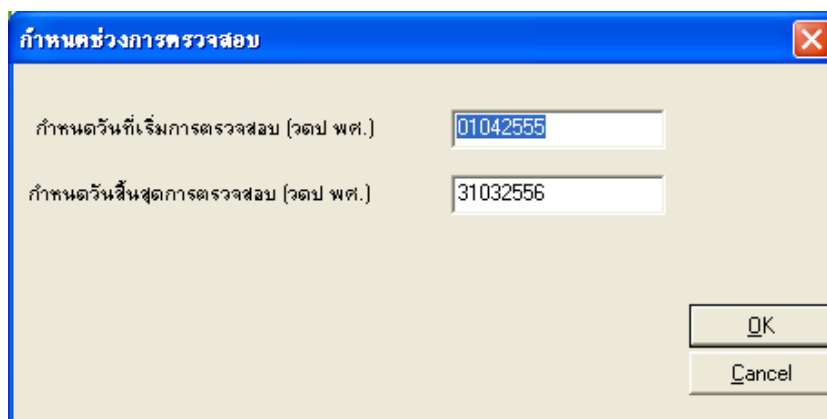 กำหนดช่วงการตรวจสอบ
กำหนดวันที่เริ่มการตรวจสอบ (วดป พศ.) 01042555
กำหนดวันสิ้นสุดการตรวจสอบ (วดป พศ.) 31032556
OK
Cancel